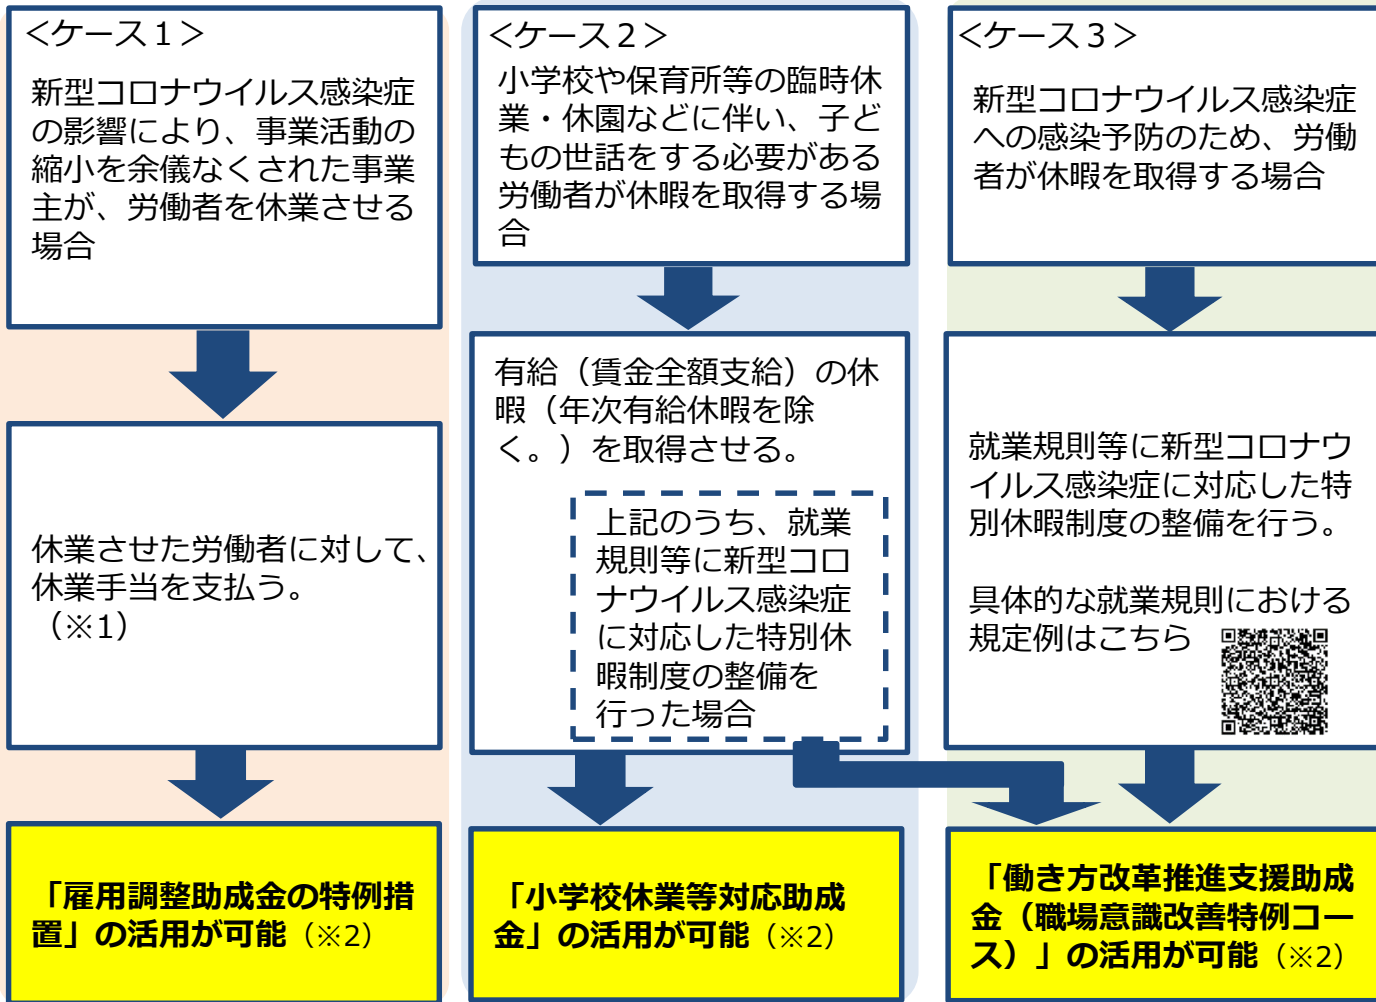 ＜ケース１＞
新型コロナウイルス感染症
の影響により、事業活動の
縮小を余儀なくされた事業
主が、労働者を休業させる
場合
休業させた労働者に対して、
休業手当を支払う。
（※1）
「雇用調整助成金の特例措
置」の活用が可能（※2）
＜ケース２＞
小学校や保育所等の臨時休
業・休園などに伴い、子ど
もの世話をする必要がある
労働者が休暇を取得する場
合
有給（賃金全額支給）の休
暇（年次有給休暇を除
く。）を取得させる。
上記のうち、就業
規則等に新型コロ
ナウイルス感染症
に対応した特別休
暇制度の整備を
行った場合
「小学校休業等対応助成
金」の活用が可能（※2）
＜ケース３＞
新型コロナウイルス感染症
への感染予防のため、労働
者が休暇を取得する場合
就業規則等に新型コロナウ
イルス感染症に対応した特
別休暇制度の整備を行う。
具体的な就業規則における
規定例はこちら
「働き方改革推進支援助成
金（職場意識改善特例コー
ス）」の活用が可能（※2）